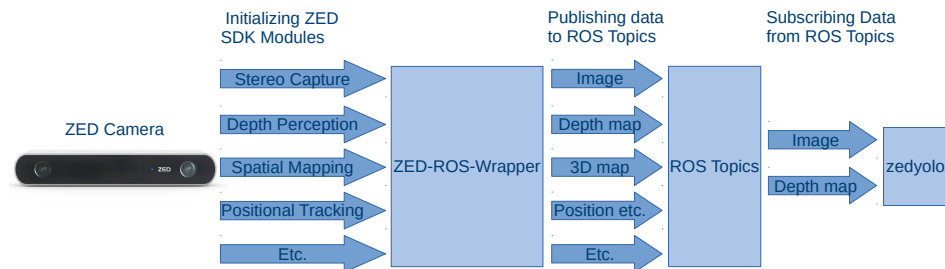 Initializing ZED
SDK Modules
Publishing data
to ROS Topics
Subscribing Data
from ROS Topics
ZED Camera
ZED
Stereo Capture
Depth Perception
Spatial Mapping
Positional Tracking
Etc.
ZED-ROS-Wrapper
Image
Depth map
3D map
Position etc.
Etc.
ROS Topics
Image
Depth map
zedyolo